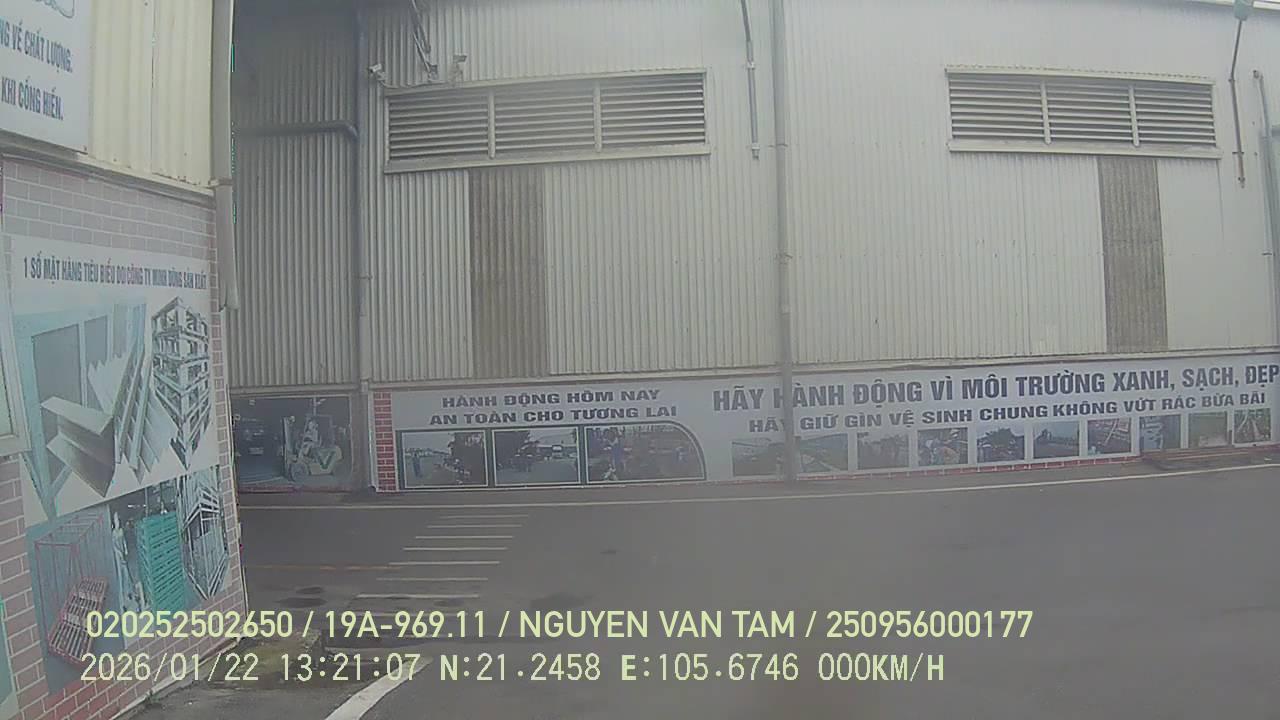 NG VỀ CHẤT LƯỢNG.
KHI CỐNG HIẾN.
1 SỐ MẶT HÀNG TIÊU BIỂU DO CÔNG TY MINH DŨNG SẢN XUẤT
HÀNH ĐỘNG HÔM NAY
AN TOÀN CHO TƯƠNG LAI
HÃY HÀNH ĐỘNG VÌ MÔI TRƯỜNG XANH, SẠCH, ĐẸP
HÃY GIỮ GÌN VỆ SINH CHUNG KHÔNG VỨT RÁC BỪA BÃI
020252502650 / 19A-969.11 / NGUYEN VAN TAM / 250956000177
2026/01/22 13:21:07 N:21.2458 E:105.6746 000KM/H